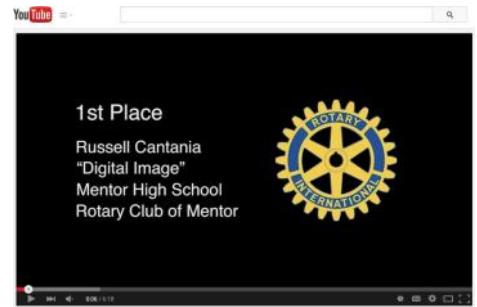 YouTube
1st Place
ROTARY
INTERNATIONAL
Russell Cantania
"Digital Image"
Mentor High School
Rotary Club of Mentor